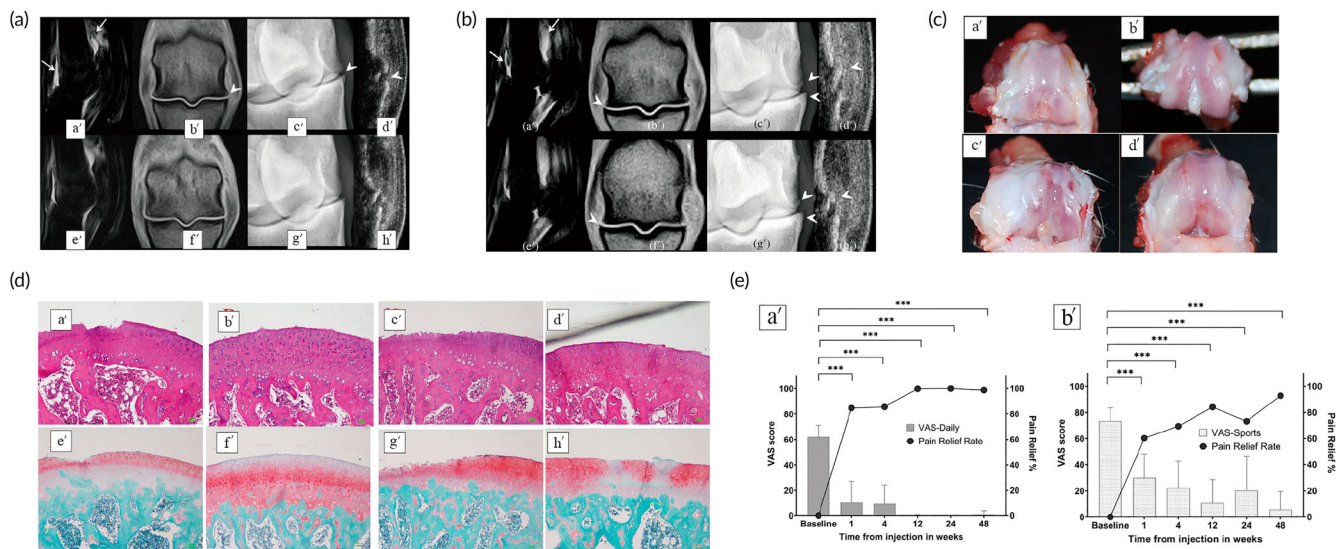 (a)
a′
b′
c′
d′
e′
f′
g′
h′
(b)
(a′)
(b′)
(c′)
(d′)
(e′)
(f′)
(g′)
(h′)
(c)
a′
b′
c′
d′
(d)
a′
b′
c′
d′
e′
f′
g′
h′
(e)
a′
***
***
***
***
***
VAS score
100
80
60
40
20
0
VAS-Daily
Pain Relief Rate
100
80
60
40
20
0
Pain Relief %
Baseline 1 4 12 24 48
Time from injection in weeks
b′
***
***
***
***
***
VAS score
100
80
60
40
20
0
VAS-Sports
Pain Relief Rate
100
80
60
40
20
0
Pain Relief %
Baseline 1 4 12 24 48
Time from injection in weeks